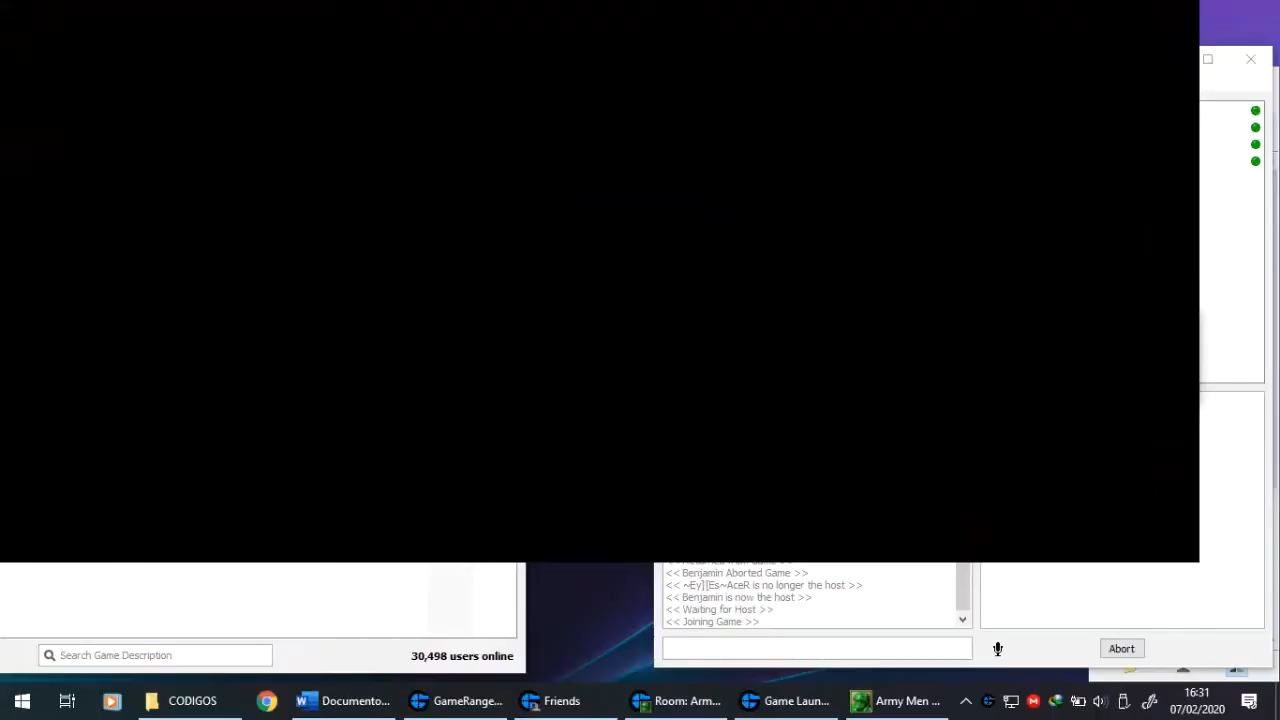 << Benjamin Aborted Game >>
<< ~Ey][Es~AceR is no longer the host >>
<< Benjamin is now the host >>
<< Waiting for Host >>
<< Joining Game >>
Search Game Description
30,498 users online
Abort
CODIGOS
Documento...
GameRange...
Friends
Room: Arm...
Game Laun...
Army Men ...
16:31
07/02/2020